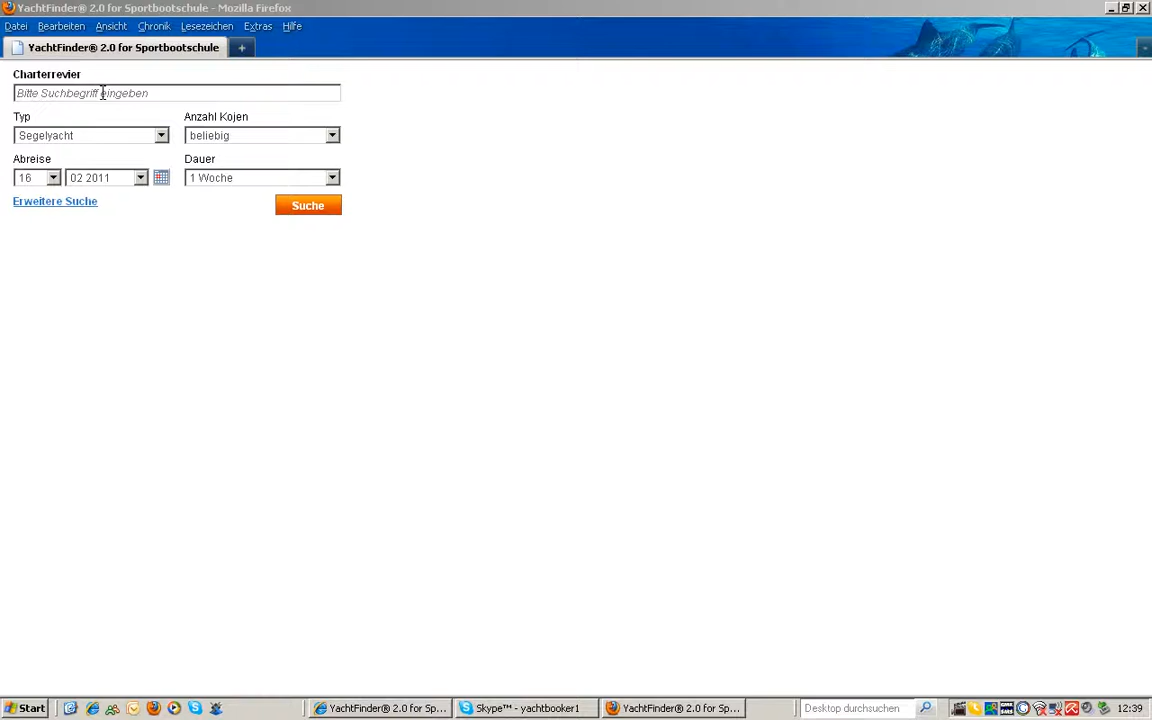 YachtFinder® 2.0 for Sportbootschule - Mozilla Firefox
Datei Bearbeiten Ansicht Chronik Lesezeichen Extras Hilfe
YachtFinder® 2.0 for Sportbootschule +
Charterrevier
Bitte Suchbegriff eingeben
Typ Anzahl Kojen
Segelyacht beliebig
Abreise Dauer
16 02 2011 1 Woche
Erweitere Suche Suche
Start YachtFinder® 2.0 for Sp... Skype™ - yachtbooker1 YachtFinder® 2.0 for Sp... Desktop durchsuchen 12:39